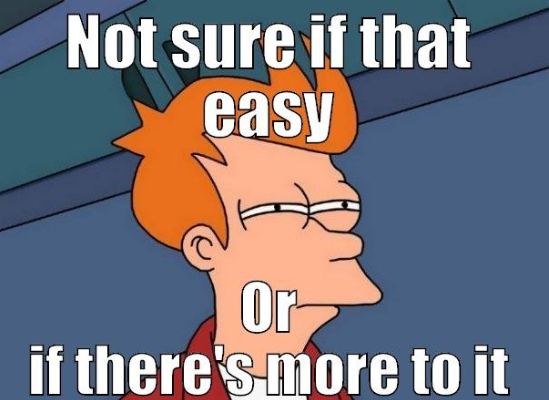 Not sure if that
easy
Or
if there's more to it